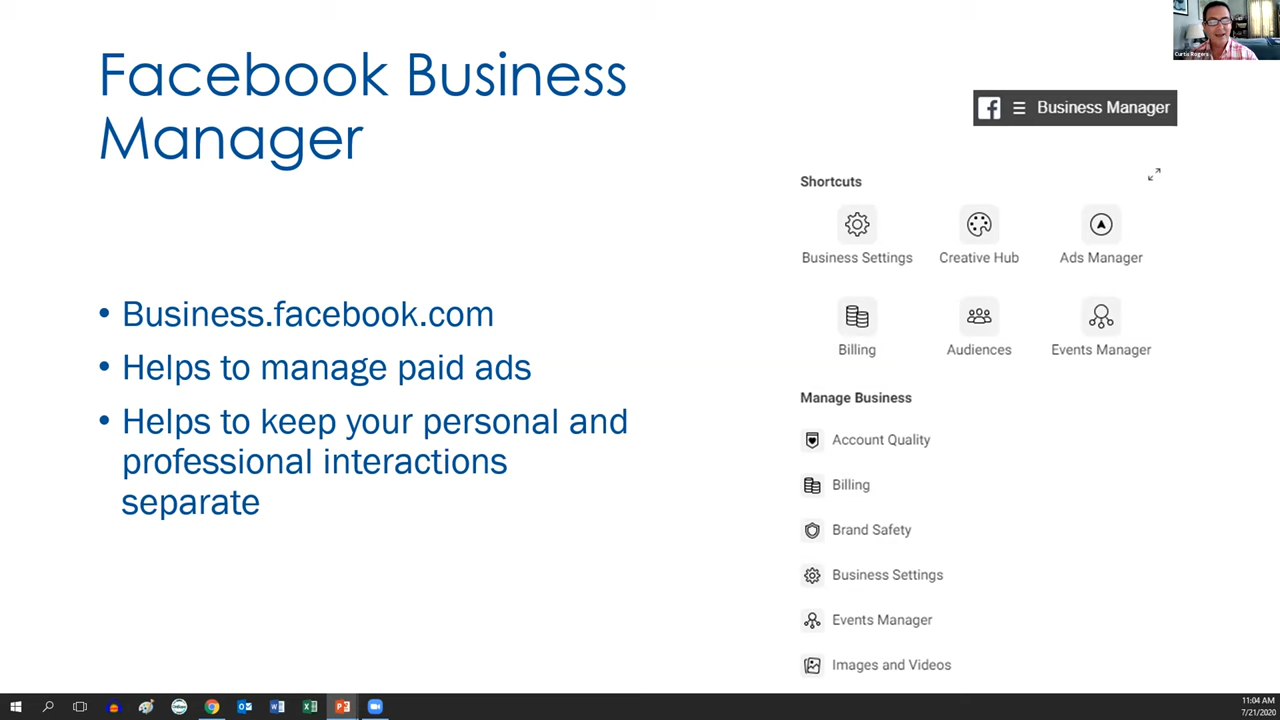 Facebook Business
Manager
• Business.facebook.com
• Helps to manage paid ads
• Helps to keep your personal and
professional interactions
separate
Curtis Rogers
Business Manager
Shortcuts
Business Settings
Creative Hub
Ads Manager
Billing
Audiences
Events Manager
Manage Business
Account Quality
Billing
Brand Safety
Business Settings
Events Manager
Images and Videos
11:04 AM
7/21/2020